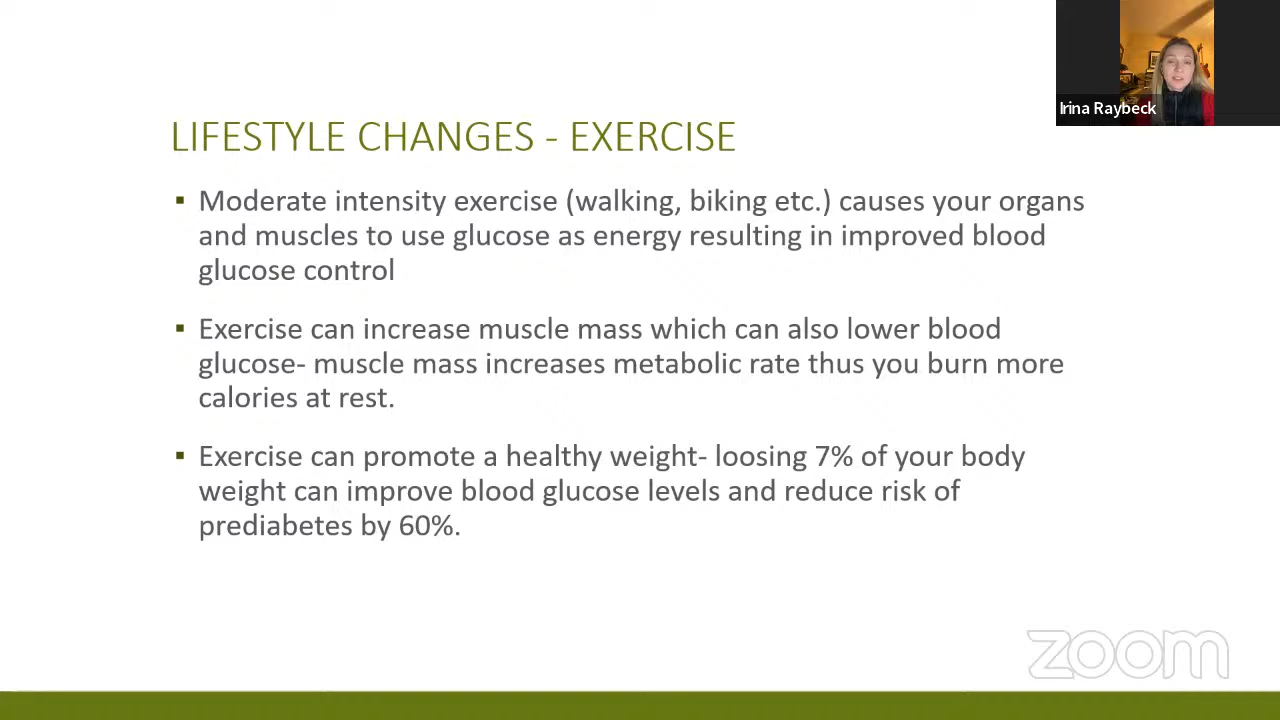 Irina Raybeck
LIFESTYLE CHANGES - EXERCISE
▪ Moderate intensity exercise (walking, biking etc.) causes your organs
and muscles to use glucose as energy resulting in improved blood
glucose control
▪ Exercise can increase muscle mass which can also lower blood
glucose- muscle mass increases metabolic rate thus you burn more
calories at rest.
▪ Exercise can promote a healthy weight- loosing 7% of your body
weight can improve blood glucose levels and reduce risk of
prediabetes by 60%.
zoom